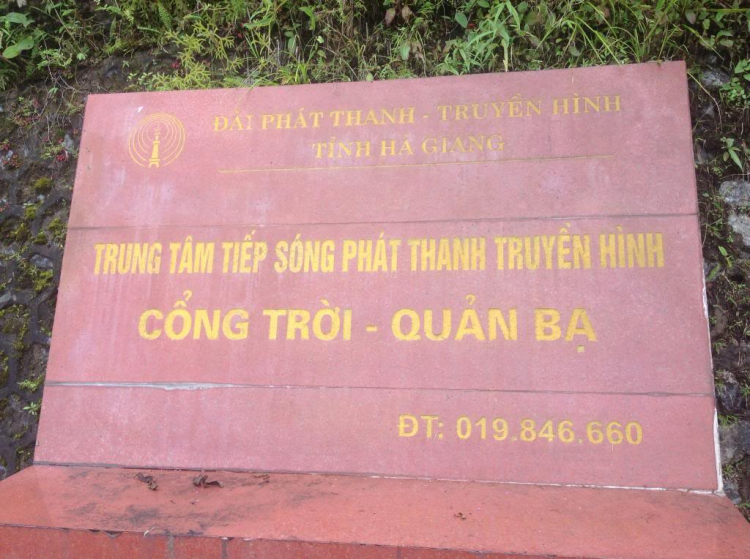 ĐÀI PHÁT THANH - TRUYỀN HÌNH
TỈNH HÀ GIANG
TRUNG TÂM TIẾP SÓNG PHÁT THANH TRUYỀN HÌNH
CỔNG TRỜI - QUẢN BẠ
ĐT: 019.846.660